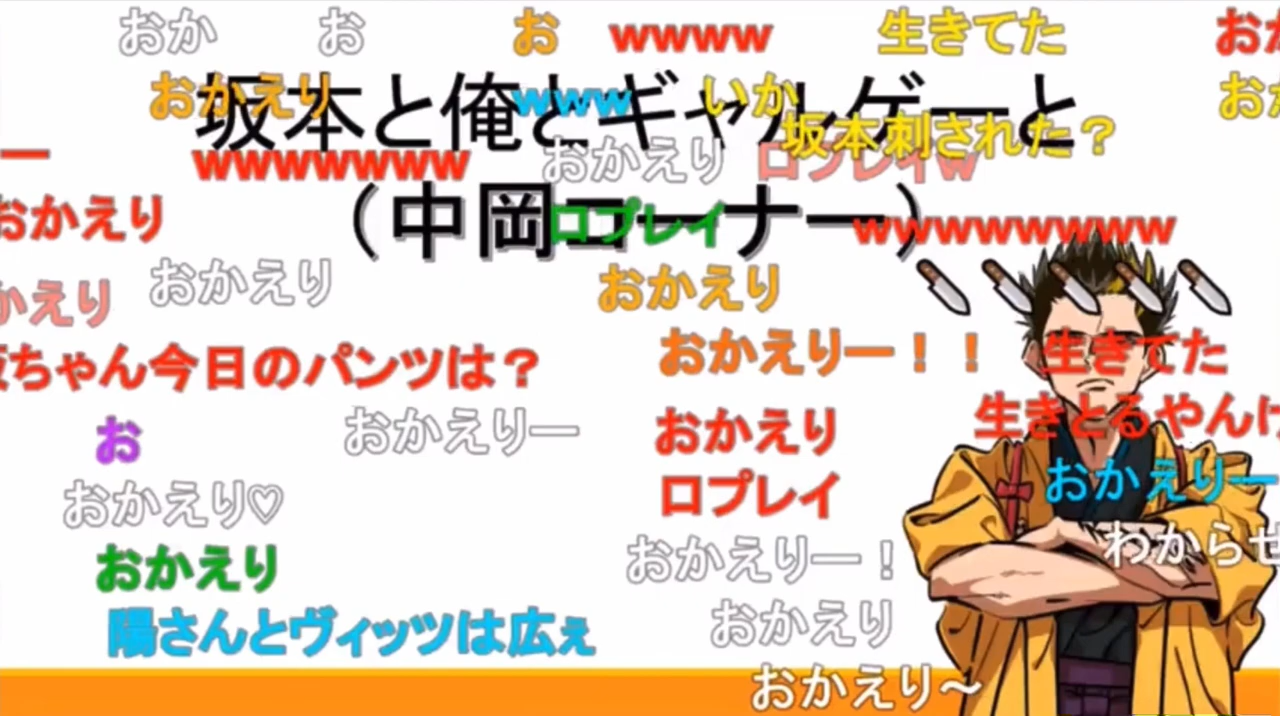 おか
お
お
wwww
生きてた
おか
おかえり
坂本と俺とギャルゲーと
www
いか
おか
坂本刺された？
ー
wwwwwwww
おかえり
ロプレイw
おかえり
（中岡コーナー）
ロプレイ
wwwwwwwww
かえり
おかえり
おかえり
おかえりー！！
生きてた
ちゃん今日のパンツは？
お
おかえりー
おかえり
生きとるやんけ
おかえり♡
ロプレイ
おかえりー
おかえり
おかえりー！
わからせ
陽さんとヴィッツは広ぇ
おかえり
おかえり～